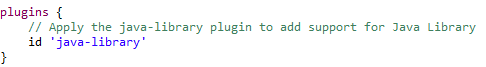 plugins {
    // Apply the java-library plugin to add support for Java Library
    id 'java-library'
}